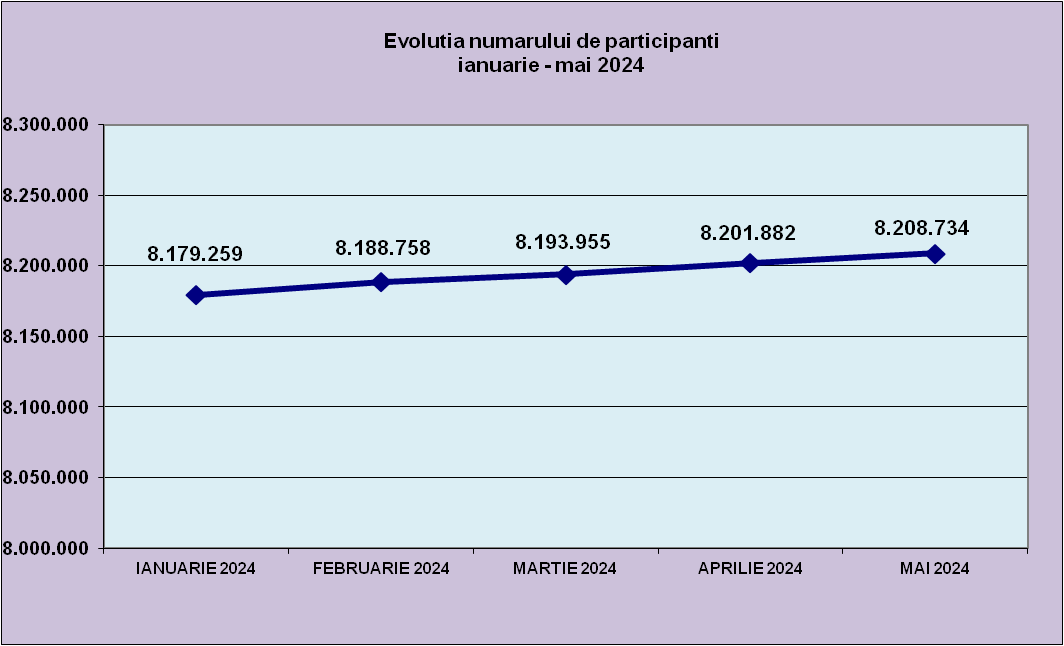 Evolutia numarului de participanti
ianuarie - mai 2024
8.300.000
8.250.000
8.200.000
8.150.000
8.100.000
8.050.000
8.000.000
8.179.259
8.188.758
8.193.955
8.201.882
8.208.734
IANUARIE 2024
FEBRUARIE 2024
MARTIE 2024
APRILIE 2024
MAI 2024